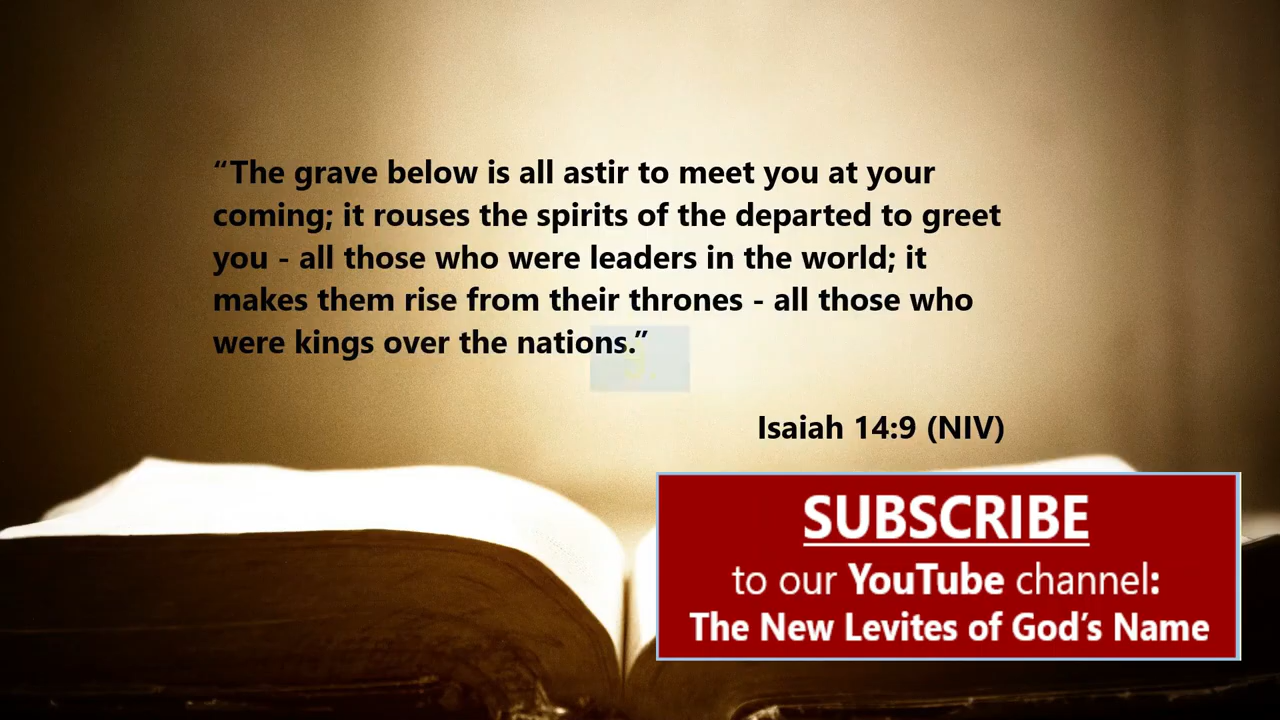 “The grave below is all astir to meet you at your
coming; it rouses the spirits of the departed to greet
you - all those who were leaders in the world; it
makes them rise from their thrones - all those who
were kings over the nations.”
Isaiah 14:9 (NIV)
SUBSCRIBE
to our YouTube channel:
The New Levites of God’s Name